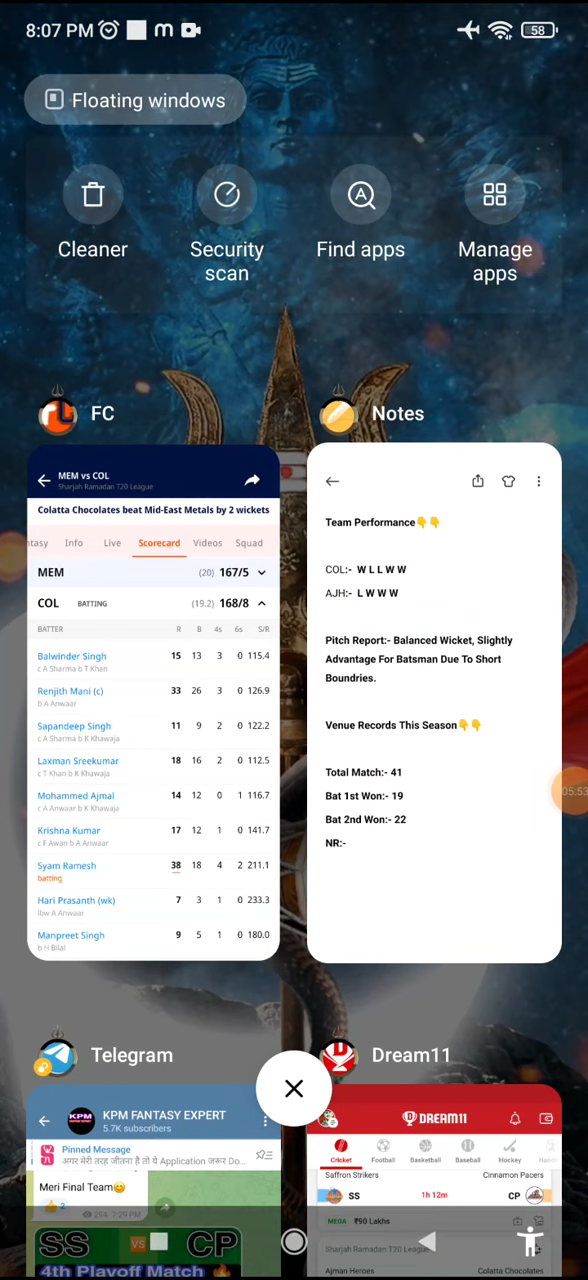 8:07 PM
58
Floating windows
Cleaner
Security scan
Find apps
Manage apps
FC
Notes
MEM vs COL
Sharjah Ramadan T20 League
Colatta Chocolates beat Mid-East Metals by 2 wickets
ntasy Info Live Scorecard Videos Squad
MEM (20) 167/5
COL BATTING (19.2) 168/8
BATTER R B 4s 6s S/R
Balwinder Singh 15 13 3 0 115.4
c A Sharma b T Khan
Renjith Mani (c) 33 26 3 0 126.9
b A Anwaar
Sapandeep Singh 11 9 2 0 122.2
c A Sharma b K Khawaja
Laxman Sreekumar 18 16 2 0 112.5
c T Khan b K Khawaja
Mohammed Ajmal 14 12 0 1 116.7
c A Anwaar b K Khawaja
Krishna Kumar 17 12 1 0 141.7
c F Awan b A Anwaar
Syam Ramesh 38 18 4 2 211.1
batting
Hari Prasanth (wk) 7 3 1 0 233.3
lbw A Anwaar
Manpreet Singh 9 5 1 0 180.0
b H Bilal
Team Performance👇👇
COL:- W L L W W
AJH:- L W W W
Pitch Report:- Balanced Wicket, Slightly
Advantage For Batsman Due To Short
Boundries.
Venue Records This Season👇👇
Total Match:- 41
Bat 1st Won:- 19
Bat 2nd Won:- 22
NR:-
05:53
Telegram
Dream11
KPM
KPM FANTASY EXPERT
5.7K subscribers
Pinned Message
अगर मेरी तरह जीतना है तो ये Application जरूर Do...
Meri Final Team😊
👍 2
254 7:29 PM
SS VS CP
4th Playoff Match 🔥
DREAM11
Cricket Football Basketball Baseball Hockey
Saffron Strikers Cinnamon Pacers
SS 1h 12m CP
MEGA ₹90 Lakhs
Sharjah Ramadan T20 League
Ajman Heroes Colatta Chocolates